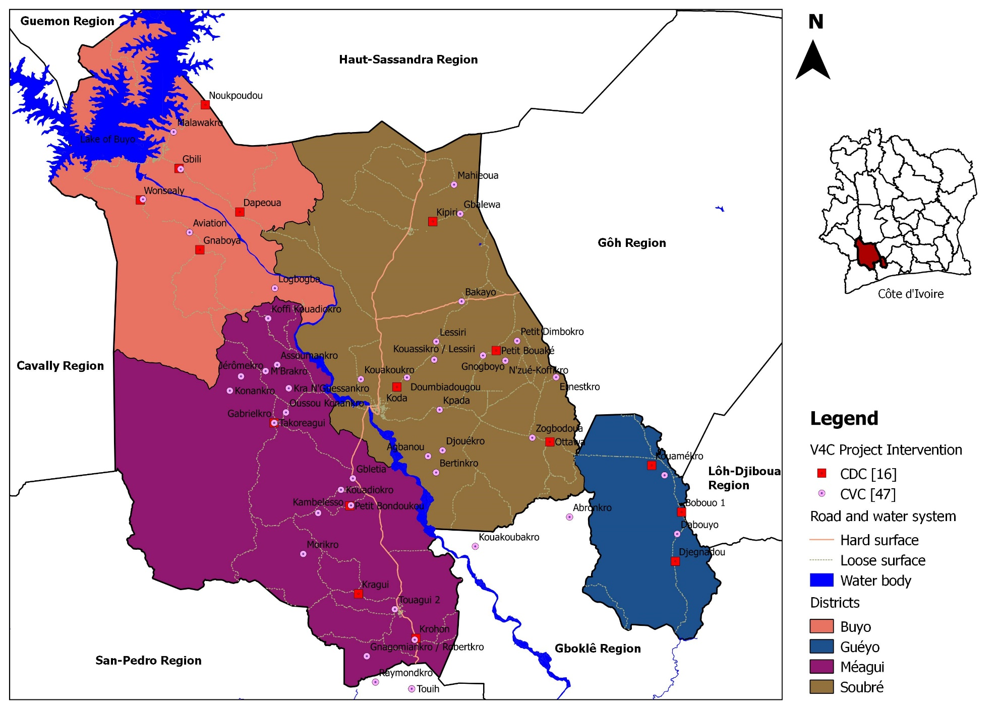 Guemon Region
Haut-Sassandra Region
N
Noukpoudou
Malawakro
Lake of Buyo
Gbili
Mahieoua
Wonsealy
Dapeoua
Gbalewa
Kipiri
Aviation
Gnaboya
Gôh Region
Logbogba
Bakayo
Côte d'Ivoire
Koffi Kouadiokro
Lessiri
Petit Dimbokro
Kouassikro / Lessiri
Petit Bouaké
Assoumankro
Cavally Region
Jérômekro
M'Brakro
Kouakoukro
Gnogboyo
N'zué-Koffikro
Konankro
Kra N'Guessankro
Doumbiadougou
Ernestkro
Koda
Oussou Konankro
Kpada
Gabrielkro
Takoreagui
Zogbodoua
Ottawa
Agbanou
Djouékro
Bertinkro
Kouamékro
Gbletia
Lôh-Djiboua
Region
Kouadiokro
Kambelesso
Petit Bondoukou
Abronkro
Bobouo 1
Dabouyo
Kouakoubakro
Morikro
Djegnadou
Kragui
Touagui 2
Krohon
Gnagomiankro / Robertkro
Gboklê Region
San-Pedro Region
Raymondkro
Touih
Legend
V4C Project Intervention
CDC [16]
CVC [47]
Road and water system
Hard surface
Loose surface
Water body
Districts
Buyo
Guéyo
Méagui
Soubré